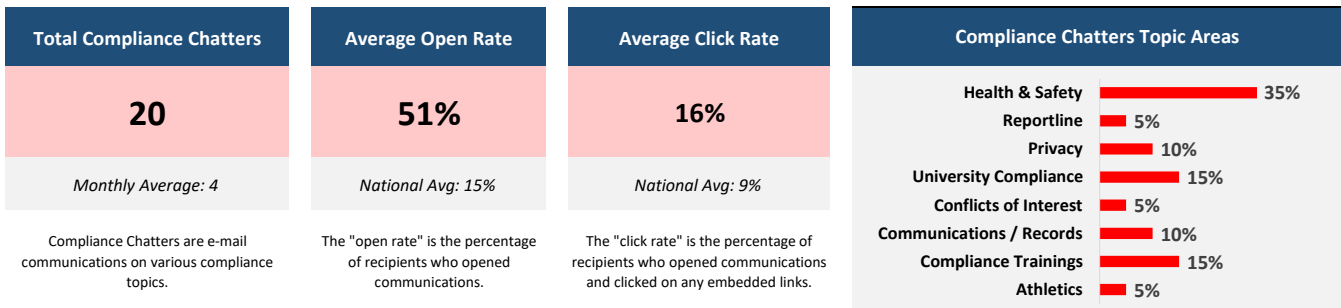 Total Compliance Chatters
20
Monthly Average: 4
Compliance Chatters are e-mail
communications on various compliance
topics.
Average Open Rate
51%
National Avg: 15%
The "open rate" is the percentage
of recipients who opened
communications.
Average Click Rate
16%
National Avg: 9%
The "click rate" is the percentage of
recipients who opened communications
and clicked on any embedded links.
Compliance Chatters Topic Areas
Health & Safety 35%
Reportline 5%
Privacy 10%
University Compliance 15%
Conflicts of Interest 5%
Communications / Records 10%
Compliance Trainings 15%
Athletics 5%